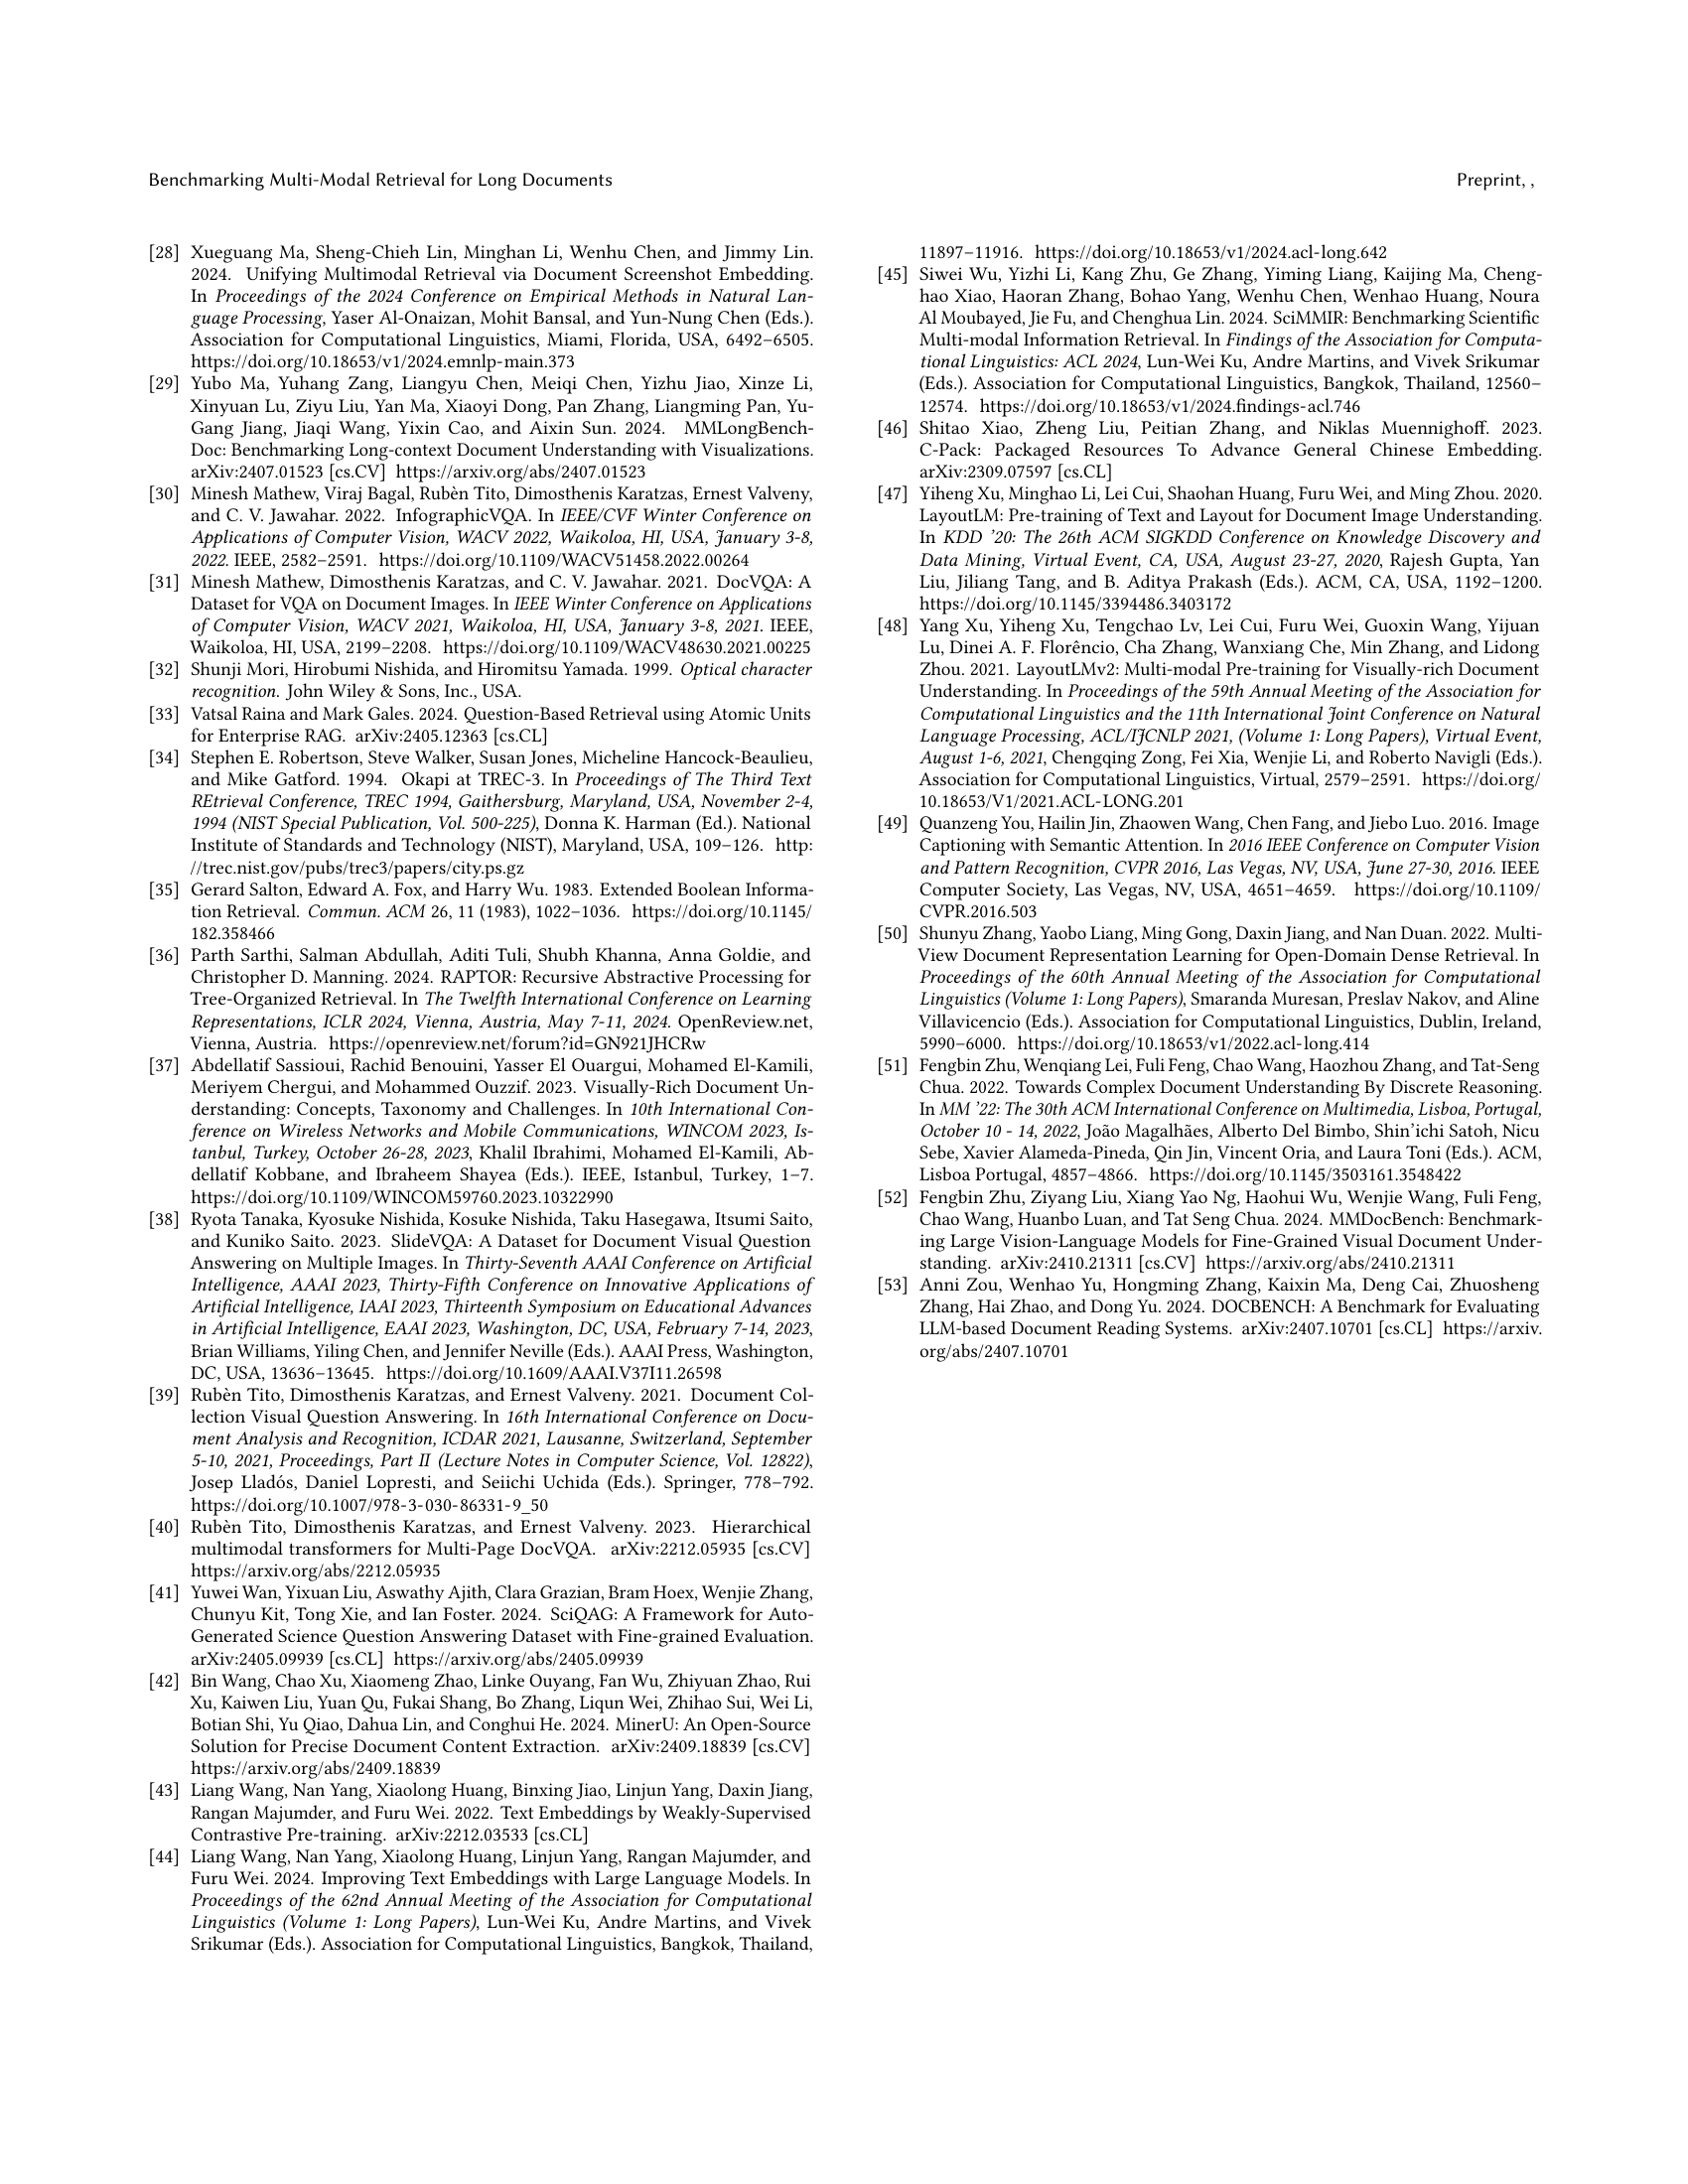 Benchmarking Multi-Modal Retrieval for Long Documents
Preprint, ,
[28] Xueguang Ma, Sheng-Chieh Lin, Minghan Li, Wenhu Chen, and Jimmy Lin.
2024. Unifying Multimodal Retrieval via Document Screenshot Embedding.
In Proceedings of the 2024 Conference on Empirical Methods in Natural Lan-
guage Processing, Yaser Al-Onaizan, Mohit Bansal, and Yun-Nung Chen (Eds.).
Association for Computational Linguistics, Miami, Florida, USA, 6492–6505.
https://doi.org/10.18653/v1/2024.emnlp-main.373
[29] Yubo Ma, Yuhang Zang, Liangyu Chen, Meiqi Chen, Yizhu Jiao, Xinze Li,
Xinyuan Lu, Ziyu Liu, Yan Ma, Xiaoyi Dong, Pan Zhang, Liangming Pan, Yu-
Gang Jiang, Jiaqi Wang, Yixin Cao, and Aixin Sun. 2024. MMLongBench-
Doc: Benchmarking Long-context Document Understanding with Visualizations.
arXiv:2407.01523 [cs.CV] https://arxiv.org/abs/2407.01523
[30] Minesh Mathew, Viraj Bagal, Rubèn Tito, Dimosthenis Karatzas, Ernest Valveny,
and C. V. Jawahar. 2022. InfographicVQA. In IEEE/CVF Winter Conference on
Applications of Computer Vision, WACV 2022, Waikoloa, HI, USA, January 3-8,
2022. IEEE, 2582–2591. https://doi.org/10.1109/WACV51458.2022.00264
[31] Minesh Mathew, Dimosthenis Karatzas, and C. V. Jawahar. 2021. DocVQA: A
Dataset for VQA on Document Images. In IEEE Winter Conference on Applications
of Computer Vision, WACV 2021, Waikoloa, HI, USA, January 3-8, 2021. IEEE,
Waikoloa, HI, USA, 2199–2208. https://doi.org/10.1109/WACV48630.2021.00225
[32] Shunji Mori, Hirobumi Nishida, and Hiromitsu Yamada. 1999. Optical character
recognition. John Wiley & Sons, Inc., USA.
[33] Vatsal Raina and Mark Gales. 2024. Question-Based Retrieval using Atomic Units
for Enterprise RAG. arXiv:2405.12363 [cs.CL]
[34] Stephen E. Robertson, Steve Walker, Susan Jones, Micheline Hancock-Beaulieu,
and Mike Gatford. 1994. Okapi at TREC-3. In Proceedings of The Third Text
REtrieval Conference, TREC 1994, Gaithersburg, Maryland, USA, November 2-4,
1994 (NIST Special Publication, Vol. 500-225), Donna K. Harman (Ed.). National
Institute of Standards and Technology (NIST), Maryland, USA, 109–126. http:
//trec.nist.gov/pubs/trec3/papers/city.ps.gz
[35] Gerard Salton, Edward A. Fox, and Harry Wu. 1983. Extended Boolean Informa-
tion Retrieval. Commun. ACM 26, 11 (1983), 1022–1036. https://doi.org/10.1145/
182.358466
[36] Parth Sarthi, Salman Abdullah, Aditi Tuli, Shubh Khanna, Anna Goldie, and
Christopher D. Manning. 2024. RAPTOR: Recursive Abstractive Processing for
Tree-Organized Retrieval. In The Twelfth International Conference on Learning
Representations, ICLR 2024, Vienna, Austria, May 7-11, 2024. OpenReview.net,
Vienna, Austria. https://openreview.net/forum?id=GN921JHCRw
[37] Abdellatif Sassioui, Rachid Benouini, Yasser El Ouargui, Mohamed El-Kamili,
Meriyem Chergui, and Mohammed Ouzzif. 2023. Visually-Rich Document Un-
derstanding: Concepts, Taxonomy and Challenges. In 10th International Con-
ference on Wireless Networks and Mobile Communications, WINCOM 2023, Is-
tanbul, Turkey, October 26-28, 2023, Khalil Ibrahimi, Mohamed El-Kamili, Ab-
dellatif Kobbane, and Ibraheem Shayea (Eds.). IEEE, Istanbul, Turkey, 1–7.
https://doi.org/10.1109/WINCOM59760.2023.10322990
[38] Ryota Tanaka, Kyosuke Nishida, Kosuke Nishida, Taku Hasegawa, Itsumi Saito,
and Kuniko Saito. 2023. SlideVQA: A Dataset for Document Visual Question
Answering on Multiple Images. In Thirty-Seventh AAAI Conference on Artificial
Intelligence, AAAI 2023, Thirty-Fifth Conference on Innovative Applications of
Artificial Intelligence, IAAI 2023, Thirteenth Symposium on Educational Advances
in Artificial Intelligence, EAAI 2023, Washington, DC, USA, February 7-14, 2023,
Brian Williams, Yiling Chen, and Jennifer Neville (Eds.). AAAI Press, Washington,
DC, USA, 13636–13645. https://doi.org/10.1609/AAAI.V37I11.26598
[39] Rubèn Tito, Dimosthenis Karatzas, and Ernest Valveny. 2021. Document Col-
lection Visual Question Answering. In 16th International Conference on Docu-
ment Analysis and Recognition, ICDAR 2021, Lausanne, Switzerland, September
5-10, 2021, Proceedings, Part II (Lecture Notes in Computer Science, Vol. 12822),
Josep Lladós, Daniel Lopresti, and Seiichi Uchida (Eds.). Springer, 778–792.
https://doi.org/10.1007/978-3-030-86331-9_50
[40] Rubèn Tito, Dimosthenis Karatzas, and Ernest Valveny. 2023. Hierarchical
multimodal transformers for Multi-Page DocVQA. arXiv:2212.05935 [cs.CV]
https://arxiv.org/abs/2212.05935
[41] Yuwei Wan, Yixuan Liu, Aswathy Ajith, Clara Grazian, Bram Hoex, Wenjie Zhang,
Chunyu Kit, Tong Xie, and Ian Foster. 2024. SciQAG: A Framework for Auto-
Generated Science Question Answering Dataset with Fine-grained Evaluation.
arXiv:2405.09939 [cs.CL] https://arxiv.org/abs/2405.09939
[42] Bin Wang, Chao Xu, Xiaomeng Zhao, Linke Ouyang, Fan Wu, Zhiyuan Zhao, Rui
Xu, Kaiwen Liu, Yuan Qu, Fukai Shang, Bo Zhang, Liqun Wei, Zhihao Sui, Wei Li,
Botian Shi, Yu Qiao, Dahua Lin, and Conghui He. 2024. MinerU: An Open-Source
Solution for Precise Document Content Extraction. arXiv:2409.18839 [cs.CV]
https://arxiv.org/abs/2409.18839
[43] Liang Wang, Nan Yang, Xiaolong Huang, Binxing Jiao, Linjun Yang, Daxin Jiang,
Rangan Majumder, and Furu Wei. 2022. Text Embeddings by Weakly-Supervised
Contrastive Pre-training. arXiv:2212.03533 [cs.CL]
[44] Liang Wang, Nan Yang, Xiaolong Huang, Linjun Yang, Rangan Majumder, and
Furu Wei. 2024. Improving Text Embeddings with Large Language Models. In
Proceedings of the 62nd Annual Meeting of the Association for Computational
Linguistics (Volume 1: Long Papers), Lun-Wei Ku, Andre Martins, and Vivek
Srikumar (Eds.). Association for Computational Linguistics, Bangkok, Thailand,
11897–11916. https://doi.org/10.18653/v1/2024.acl-long.642
[45] Siwei Wu, Yizhi Li, Kang Zhu, Ge Zhang, Yiming Liang, Kaijing Ma, Cheng-
hao Xiao, Haoran Zhang, Bohao Yang, Wenhu Chen, Wenhao Huang, Noura
Al Moubayed, Jie Fu, and Chenghua Lin. 2024. SciMMIR: Benchmarking Scientific
Multi-modal Information Retrieval. In Findings of the Association for Computa-
tional Linguistics: ACL 2024, Lun-Wei Ku, Andre Martins, and Vivek Srikumar
(Eds.). Association for Computational Linguistics, Bangkok, Thailand, 12560–
12574. https://doi.org/10.18653/v1/2024.findings-acl.746
[46] Shitao Xiao, Zheng Liu, Peitian Zhang, and Niklas Muennighoff. 2023.
C-Pack: Packaged Resources To Advance General Chinese Embedding.
arXiv:2309.07597 [cs.CL]
[47] Yiheng Xu, Minghao Li, Lei Cui, Shaohan Huang, Furu Wei, and Ming Zhou. 2020.
LayoutLM: Pre-training of Text and Layout for Document Image Understanding.
In KDD ’20: The 26th ACM SIGKDD Conference on Knowledge Discovery and
Data Mining, Virtual Event, CA, USA, August 23-27, 2020, Rajesh Gupta, Yan
Liu, Jiliang Tang, and B. Aditya Prakash (Eds.). ACM, CA, USA, 1192–1200.
https://doi.org/10.1145/3394486.3403172
[48] Yang Xu, Yiheng Xu, Tengchao Lv, Lei Cui, Furu Wei, Guoxin Wang, Yijuan
Lu, Dinei A. F. Florêncio, Cha Zhang, Wanxiang Che, Min Zhang, and Lidong
Zhou. 2021. LayoutLMv2: Multi-modal Pre-training for Visually-rich Document
Understanding. In Proceedings of the 59th Annual Meeting of the Association for
Computational Linguistics and the 11th International Joint Conference on Natural
Language Processing, ACL/IJCNLP 2021, (Volume 1: Long Papers), Virtual Event,
August 1-6, 2021, Chengqing Zong, Fei Xia, Wenjie Li, and Roberto Navigli (Eds.).
Association for Computational Linguistics, Virtual, 2579–2591. https://doi.org/
10.18653/V1/2021.ACL-LONG.201
[49] Quanzeng You, Hailin Jin, Zhaowen Wang, Chen Fang, and Jiebo Luo. 2016. Image
Captioning with Semantic Attention. In 2016 IEEE Conference on Computer Vision
and Pattern Recognition, CVPR 2016, Las Vegas, NV, USA, June 27-30, 2016. IEEE
Computer Society, Las Vegas, NV, USA, 4651–4659. https://doi.org/10.1109/
CVPR.2016.503
[50] Shunyu Zhang, Yaobo Liang, Ming Gong, Daxin Jiang, and Nan Duan. 2022. Multi-
View Document Representation Learning for Open-Domain Dense Retrieval. In
Proceedings of the 60th Annual Meeting of the Association for Computational
Linguistics (Volume 1: Long Papers), Smaranda Muresan, Preslav Nakov, and Aline
Villavicencio (Eds.). Association for Computational Linguistics, Dublin, Ireland,
5990–6000. https://doi.org/10.18653/v1/2022.acl-long.414
[51] Fengbin Zhu, Wenqiang Lei, Fuli Feng, Chao Wang, Haozhou Zhang, and Tat-Seng
Chua. 2022. Towards Complex Document Understanding By Discrete Reasoning.
In MM ’22: The 30th ACM International Conference on Multimedia, Lisboa, Portugal,
October 10 - 14, 2022, João Magalhães, Alberto Del Bimbo, Shin’ichi Satoh, Nicu
Sebe, Xavier Alameda-Pineda, Qin Jin, Vincent Oria, and Laura Toni (Eds.). ACM,
Lisboa Portugal, 4857–4866. https://doi.org/10.1145/3503161.3548422
[52] Fengbin Zhu, Ziyang Liu, Xiang Yao Ng, Haohui Wu, Wenjie Wang, Fuli Feng,
Chao Wang, Huanbo Luan, and Tat Seng Chua. 2024. MMDocBench: Benchmark-
ing Large Vision-Language Models for Fine-Grained Visual Document Under-
standing. arXiv:2410.21311 [cs.CV] https://arxiv.org/abs/2410.21311
[53] Anni Zou, Wenhao Yu, Hongming Zhang, Kaixin Ma, Deng Cai, Zhuosheng
Zhang, Hai Zhao, and Dong Yu. 2024. DOCBENCH: A Benchmark for Evaluating
LLM-based Document Reading Systems. arXiv:2407.10701 [cs.CL] https://arxiv.
org/abs/2407.10701